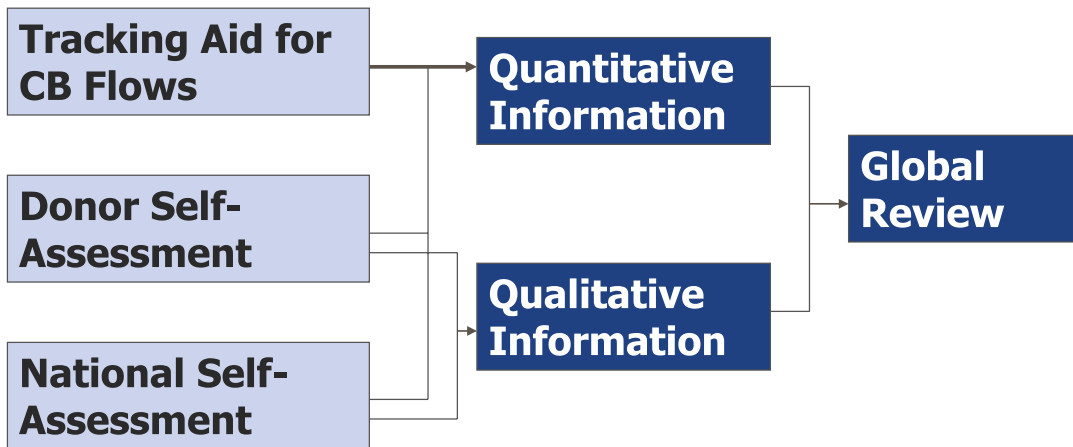 Tracking Aid for
CB Flows
Donor Self-
Assessment
National Self-
Assessment
Quantitative
Information
Qualitative
Information
Global
Review